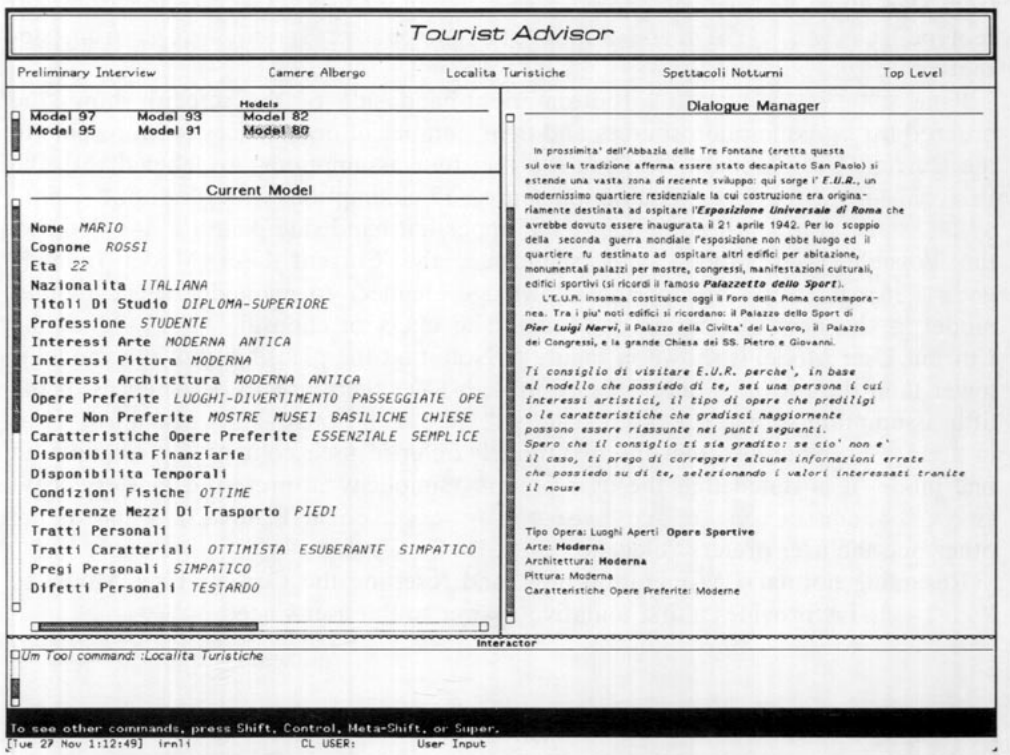 Tourist Advisor
Preliminary Interview Camere Albergo Localita Turistiche Spettacoli Notturni Top Level
Models
Model 97 Model 93 Model 82
Model 95 Model 91 Model 80
Current Model
Nome MARIO
Cognome ROSSI
Eta 22
Nazionalita ITALIANA
Titoli Di Studio DIPLOMA-SUPERIORE
Professione STUDENTE
Interessi Arte MODERNA ANTICA
Interessi Pittura MODERNA
Interessi Architettura MODERNA ANTICA
Opere Preferite LUOGHI-DIVERTIMENTO PASSEGGIATE OPE
Opere Non Preferite MOSTRE MUSEI BASILICHE CHIESE
Caratteristiche Opere Preferite ESSENZIALE SEMPLICE
Disponibilita Finanziarie
Disponibilita Temporali
Condizioni Fisiche OTTIME
Preferenze Mezzi Di Trasporto PIEDI
Tratti Personali
Tratti Caratteriali OTTIMISTA ESUBERANTE SIMPATICO
Pregi Personali SIMPATICO
Difetti Personali TESTARDO
Dialogue Manager
In prossimita' dell'Abbazia delle Tre Fontane (eretta questa
sul ove la tradizione afferma essere stato decapitato San Paolo) si
estende una vasta zona di recente sviluppo: qui sorge l' E.U.R., un
modernissimo quartiere residenziale la cui costruzione era origina-
riamente destinata ad ospitare l'Esposizione Universale di Roma che
avrebbe dovuto essere inaugurata il 21 aprile 1942. Per lo scoppio
della seconda guerra mondiale l'esposizione non ebbe luogo ed il
quartiere fu destinato ad ospitare altri edifici per abitazione,
monumentali palazzi per mostre, congressi, manifestazioni culturali,
edifici sportivi (si ricordi il famoso Palazzetto dello Sport).
L'E.U.R. insomma costituisce oggi il Foro della Roma contempora-
nea. Tra i piu' noti edifici si ricordano: il Palazzo dello Sport di
Pier Luigi Nervi, il Palazzo della Civilta' del Lavoro, il Palazzo
dei Congressi, e la grande Chiesa dei SS. Pietro e Giovanni.
Ti consiglio di visitare E.U.R. perche', in base
al modello che possiedo di te, sei una persona i cui
interessi artistici, il tipo di opere che prediligi
o le caratteristiche che gradisci maggiormente
possono essere riassunte nei punti seguenti.
Spero che il consiglio ti sia gradito: se cio' non e'
il caso, ti prego di correggere alcune informazioni errate
che possiedo su di te, selezionando i valori interessati tramite
il mouse
Tipo Opera: Luoghi Aperti Opere Sportive
Arte: Moderna
Architettura: Moderna
Pittura: Moderna
Caratteristiche Opere Preferite: Moderne
Interactor
Um Tool command: :Localita Turistiche
To see other commands, press Shift, Control, Meta-Shift, or Super.
[Tue 27 Nov 1:12:49] irnli CL USER: User Input